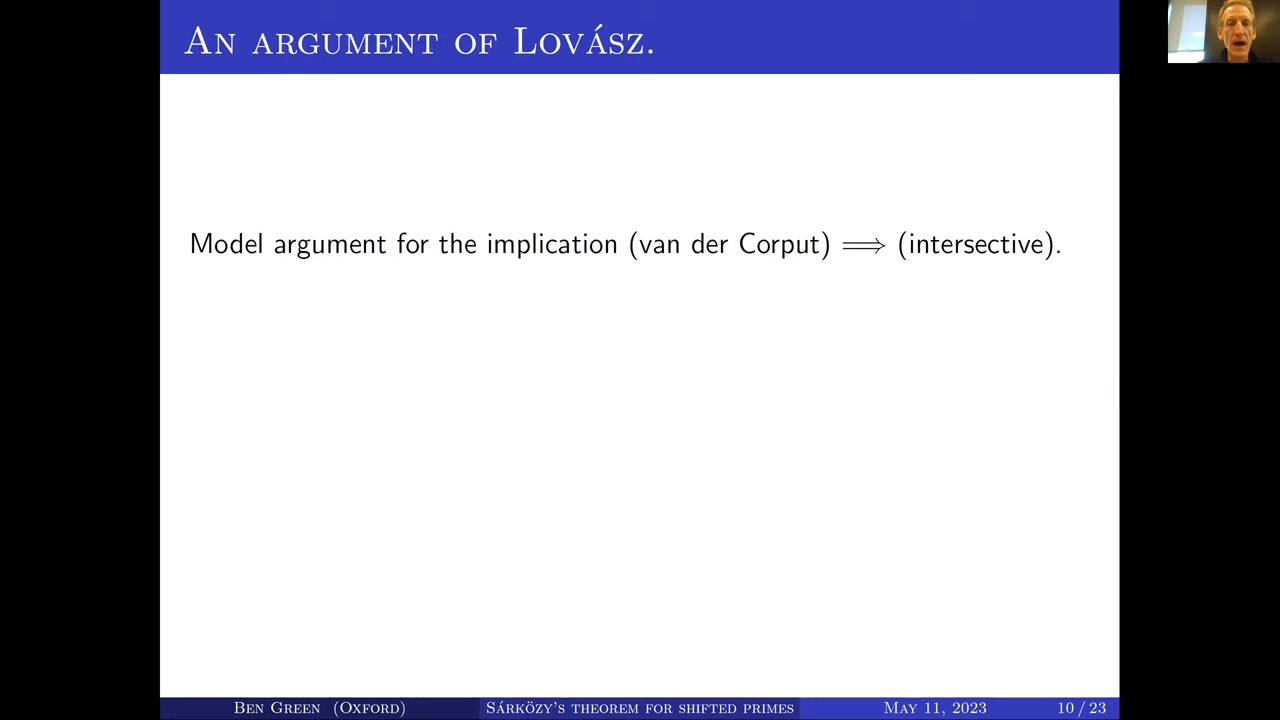 An argument of Lovász.
Model argument for the implication (van der Corput) ⟹ (intersective).
Ben Green (Oxford) Sárközy's theorem for shifted primes May 11, 2023 10 / 23